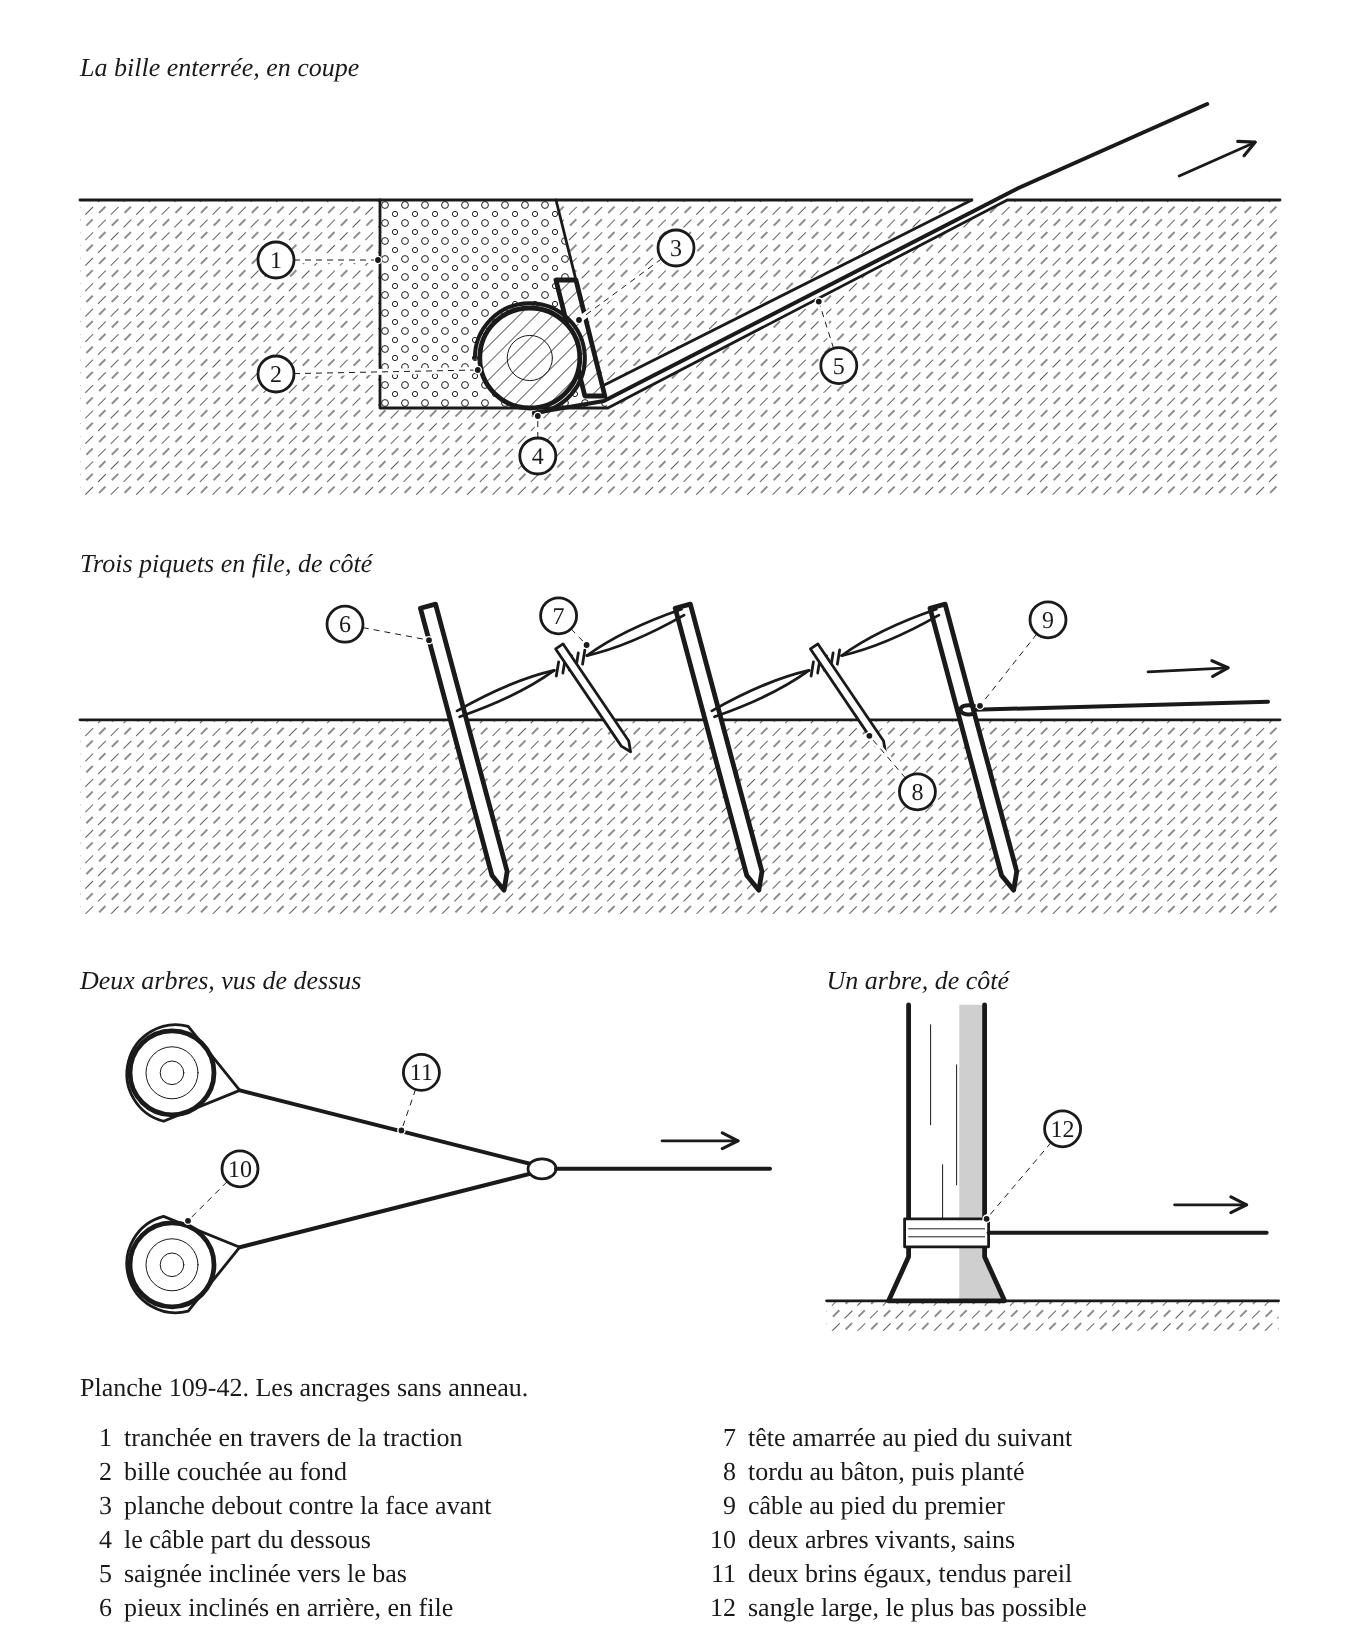 La bille enterrée, en coupe
1
3
2
5
4
Trois piquets en file, de côté
6
7
9
8
Deux arbres, vus de dessus
Un arbre, de côté
11
12
10
Planche 109-42. Les ancrages sans anneau.
1 tranchée en travers de la traction
2 bille couchée au fond
3 planche debout contre la face avant
4 le câble part du dessous
5 saignée inclinée vers le bas
6 pieux inclinés en arrière, en file
7 tête amarrée au pied du suivant
8 tordu au bâton, puis planté
9 câble au pied du premier
10 deux arbres vivants, sains
11 deux brins égaux, tendus pareil
12 sangle large, le plus bas possible